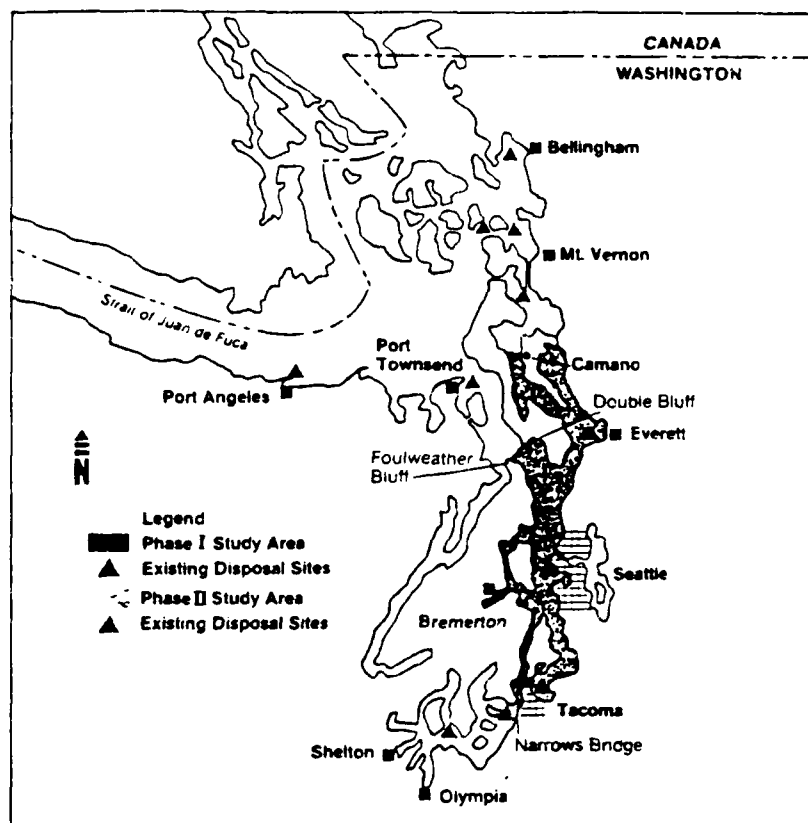 CANADA
WASHINGTON
Bellingham
Mt. Vernon
Strait of Juan de Fuca
Port
Townsend
Camano
Port Angeles
Double Bluff
Everett
Foulweather
Bluff
N
Legend
Phase I Study Area
Existing Disposal Sites
Phase II Study Area
Existing Disposal Sites
Seattle
Bremerton
Tacoma
Narrows Bridge
Shelton
Olympia